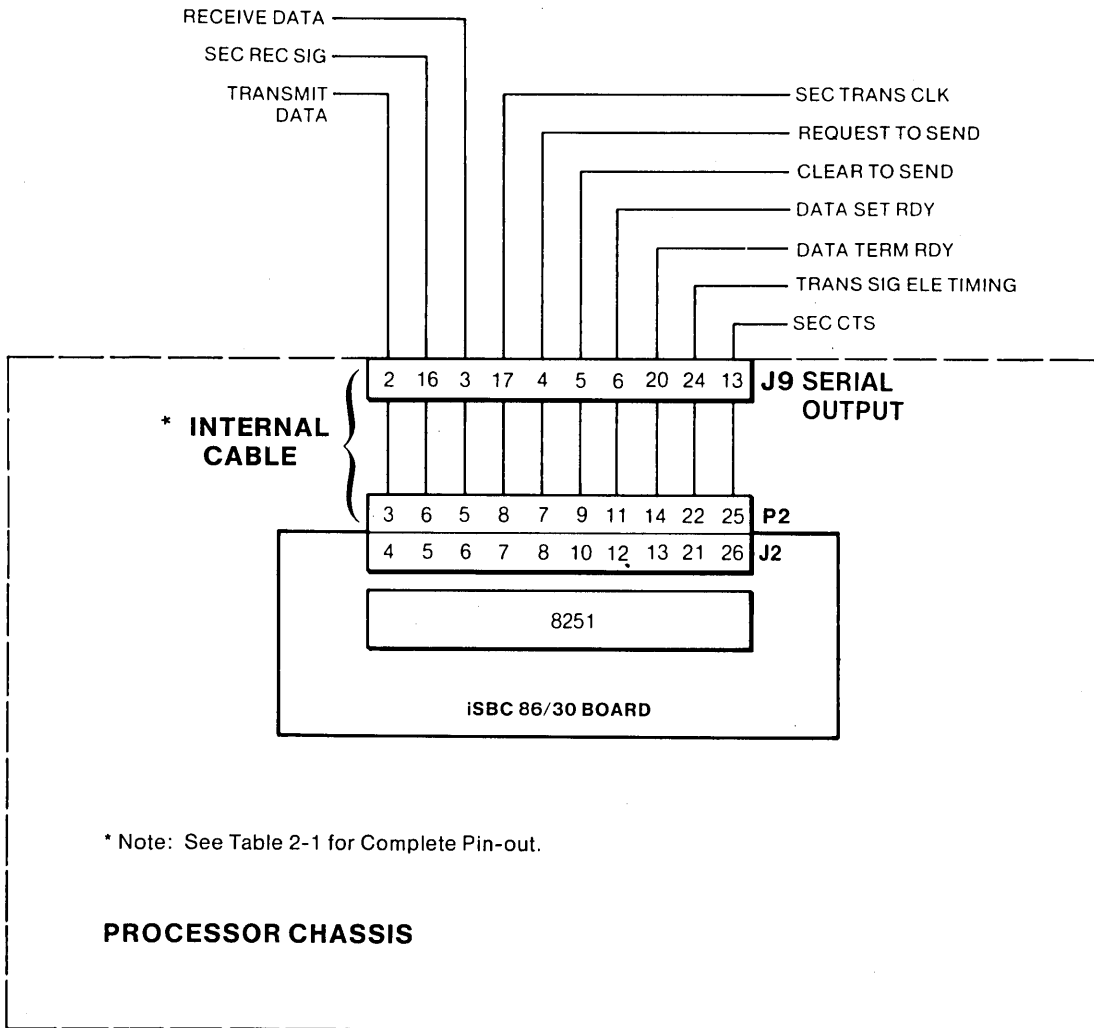 RECEIVE DATA
SEC REC SIG
TRANSMIT
DATA
SEC TRANS CLK
REQUEST TO SEND
CLEAR TO SEND
DATA SET RDY
DATA TERM RDY
TRANS SIG ELE TIMING
SEC CTS
2 16 3 17 4 5 6 20 24 13 J9 SERIAL
OUTPUT
* INTERNAL
CABLE
3 6 5 8 7 9 11 14 22 25 P2
4 5 6 7 8 10 12 13 21 26 J2
8251
iSBC 86/30 BOARD
* Note: See Table 2-1 for Complete Pin-out.
PROCESSOR CHASSIS